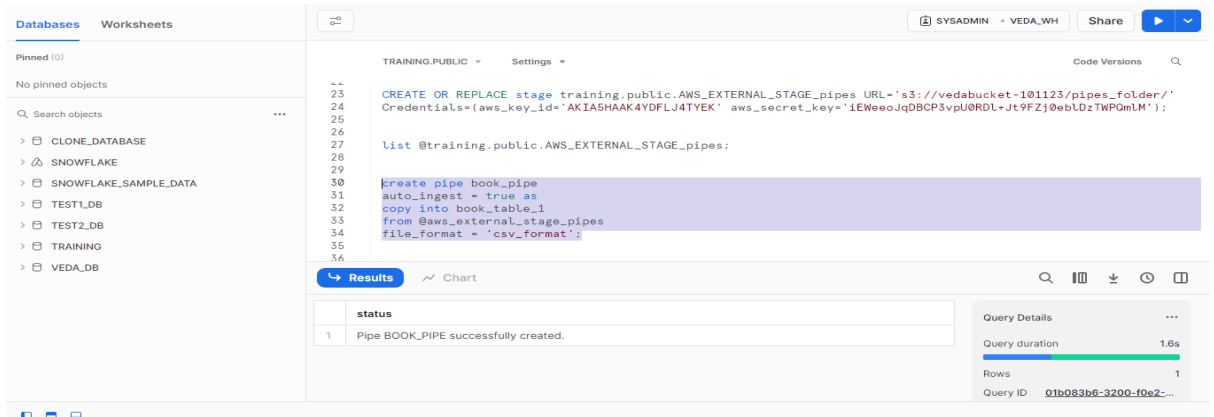 Databases Worksheets
SYSADMIN • VEDA_WH Share
Pinned (0)
No pinned objects
Search objects ...
CLONE_DATABASE
SNOWFLAKE
SNOWFLAKE_SAMPLE_DATA
TEST1_DB
TEST2_DB
TRAINING
VEDA_DB
TRAINING.PUBLIC Settings Code Versions
23 CREATE OR REPLACE stage training.public.AWS_EXTERNAL_STAGE_pipes URL='s3://vedabucket-101123/pipes_folder/'
24 Credentials=(aws_key_id='' aws_secret_key='');
25
26
27 list @training.public.AWS_EXTERNAL_STAGE_pipes;
28
29
30 create pipe book_pipe
31 auto_ingest = true as
32 copy into book_table_1
33 from @aws_external_stage_pipes
34 file_format = 'csv_format';
35
36
Results Chart
status
1 Pipe BOOK_PIPE successfully created.
Query Details ...
Query duration 1.6s
Rows 1
Query ID 01b083b6-3200-f0e2-...